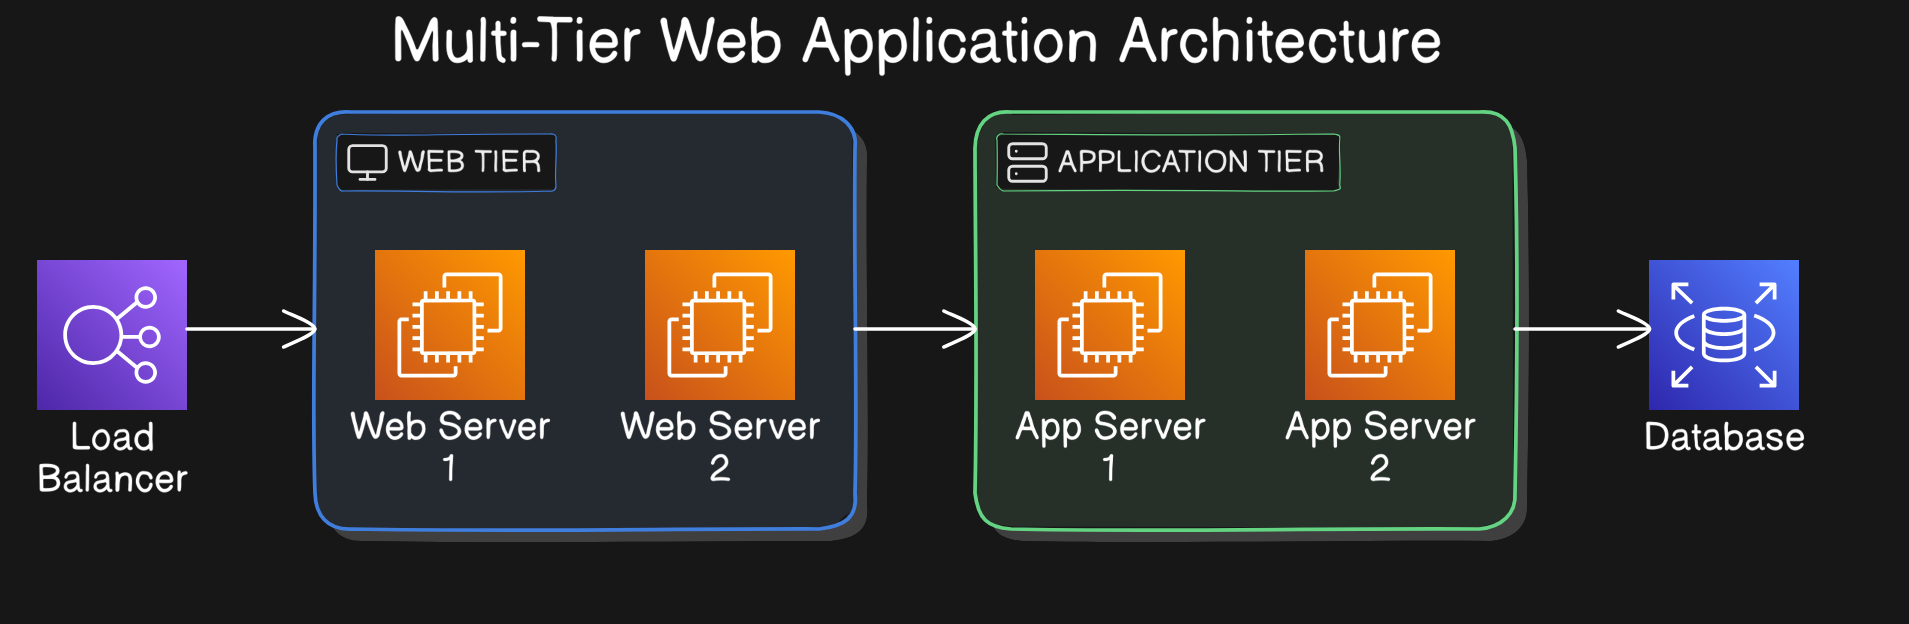 Multi-Tier Web Application Architecture
WEB TIER
APPLICATION TIER
Load
Balancer
Web Server
1
Web Server
2
App Server
1
App Server
2
Database